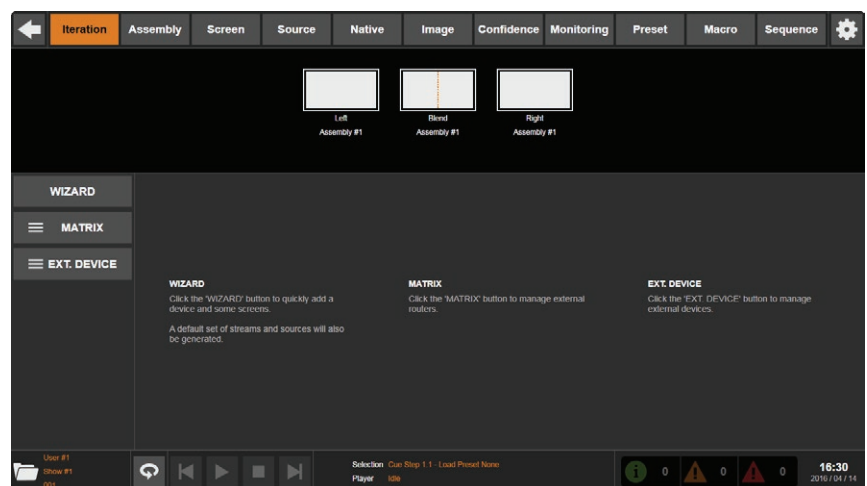 Iteration Assembly Screen Source Native Image Confidence Monitoring Preset Macro Sequence
Left Blend Right
Assembly #1 Assembly #1 Assembly #1
WIZARD
MATRIX
EXT. DEVICE
WIZARD
Click the 'WIZARD' button to quickly add a
device and some screens.
A default set of streams and sources will also
be generated.
MATRIX
Click the 'MATRIX' button to manage external
routers.
EXT. DEVICE
Click the 'EXT. DEVICE' button to manage
external devices.
User #1
Show #1
001
Selection Cue Step 1.1 - Load Preset None
Player Idle
0 0 0
16:30
2016 / 04 / 14